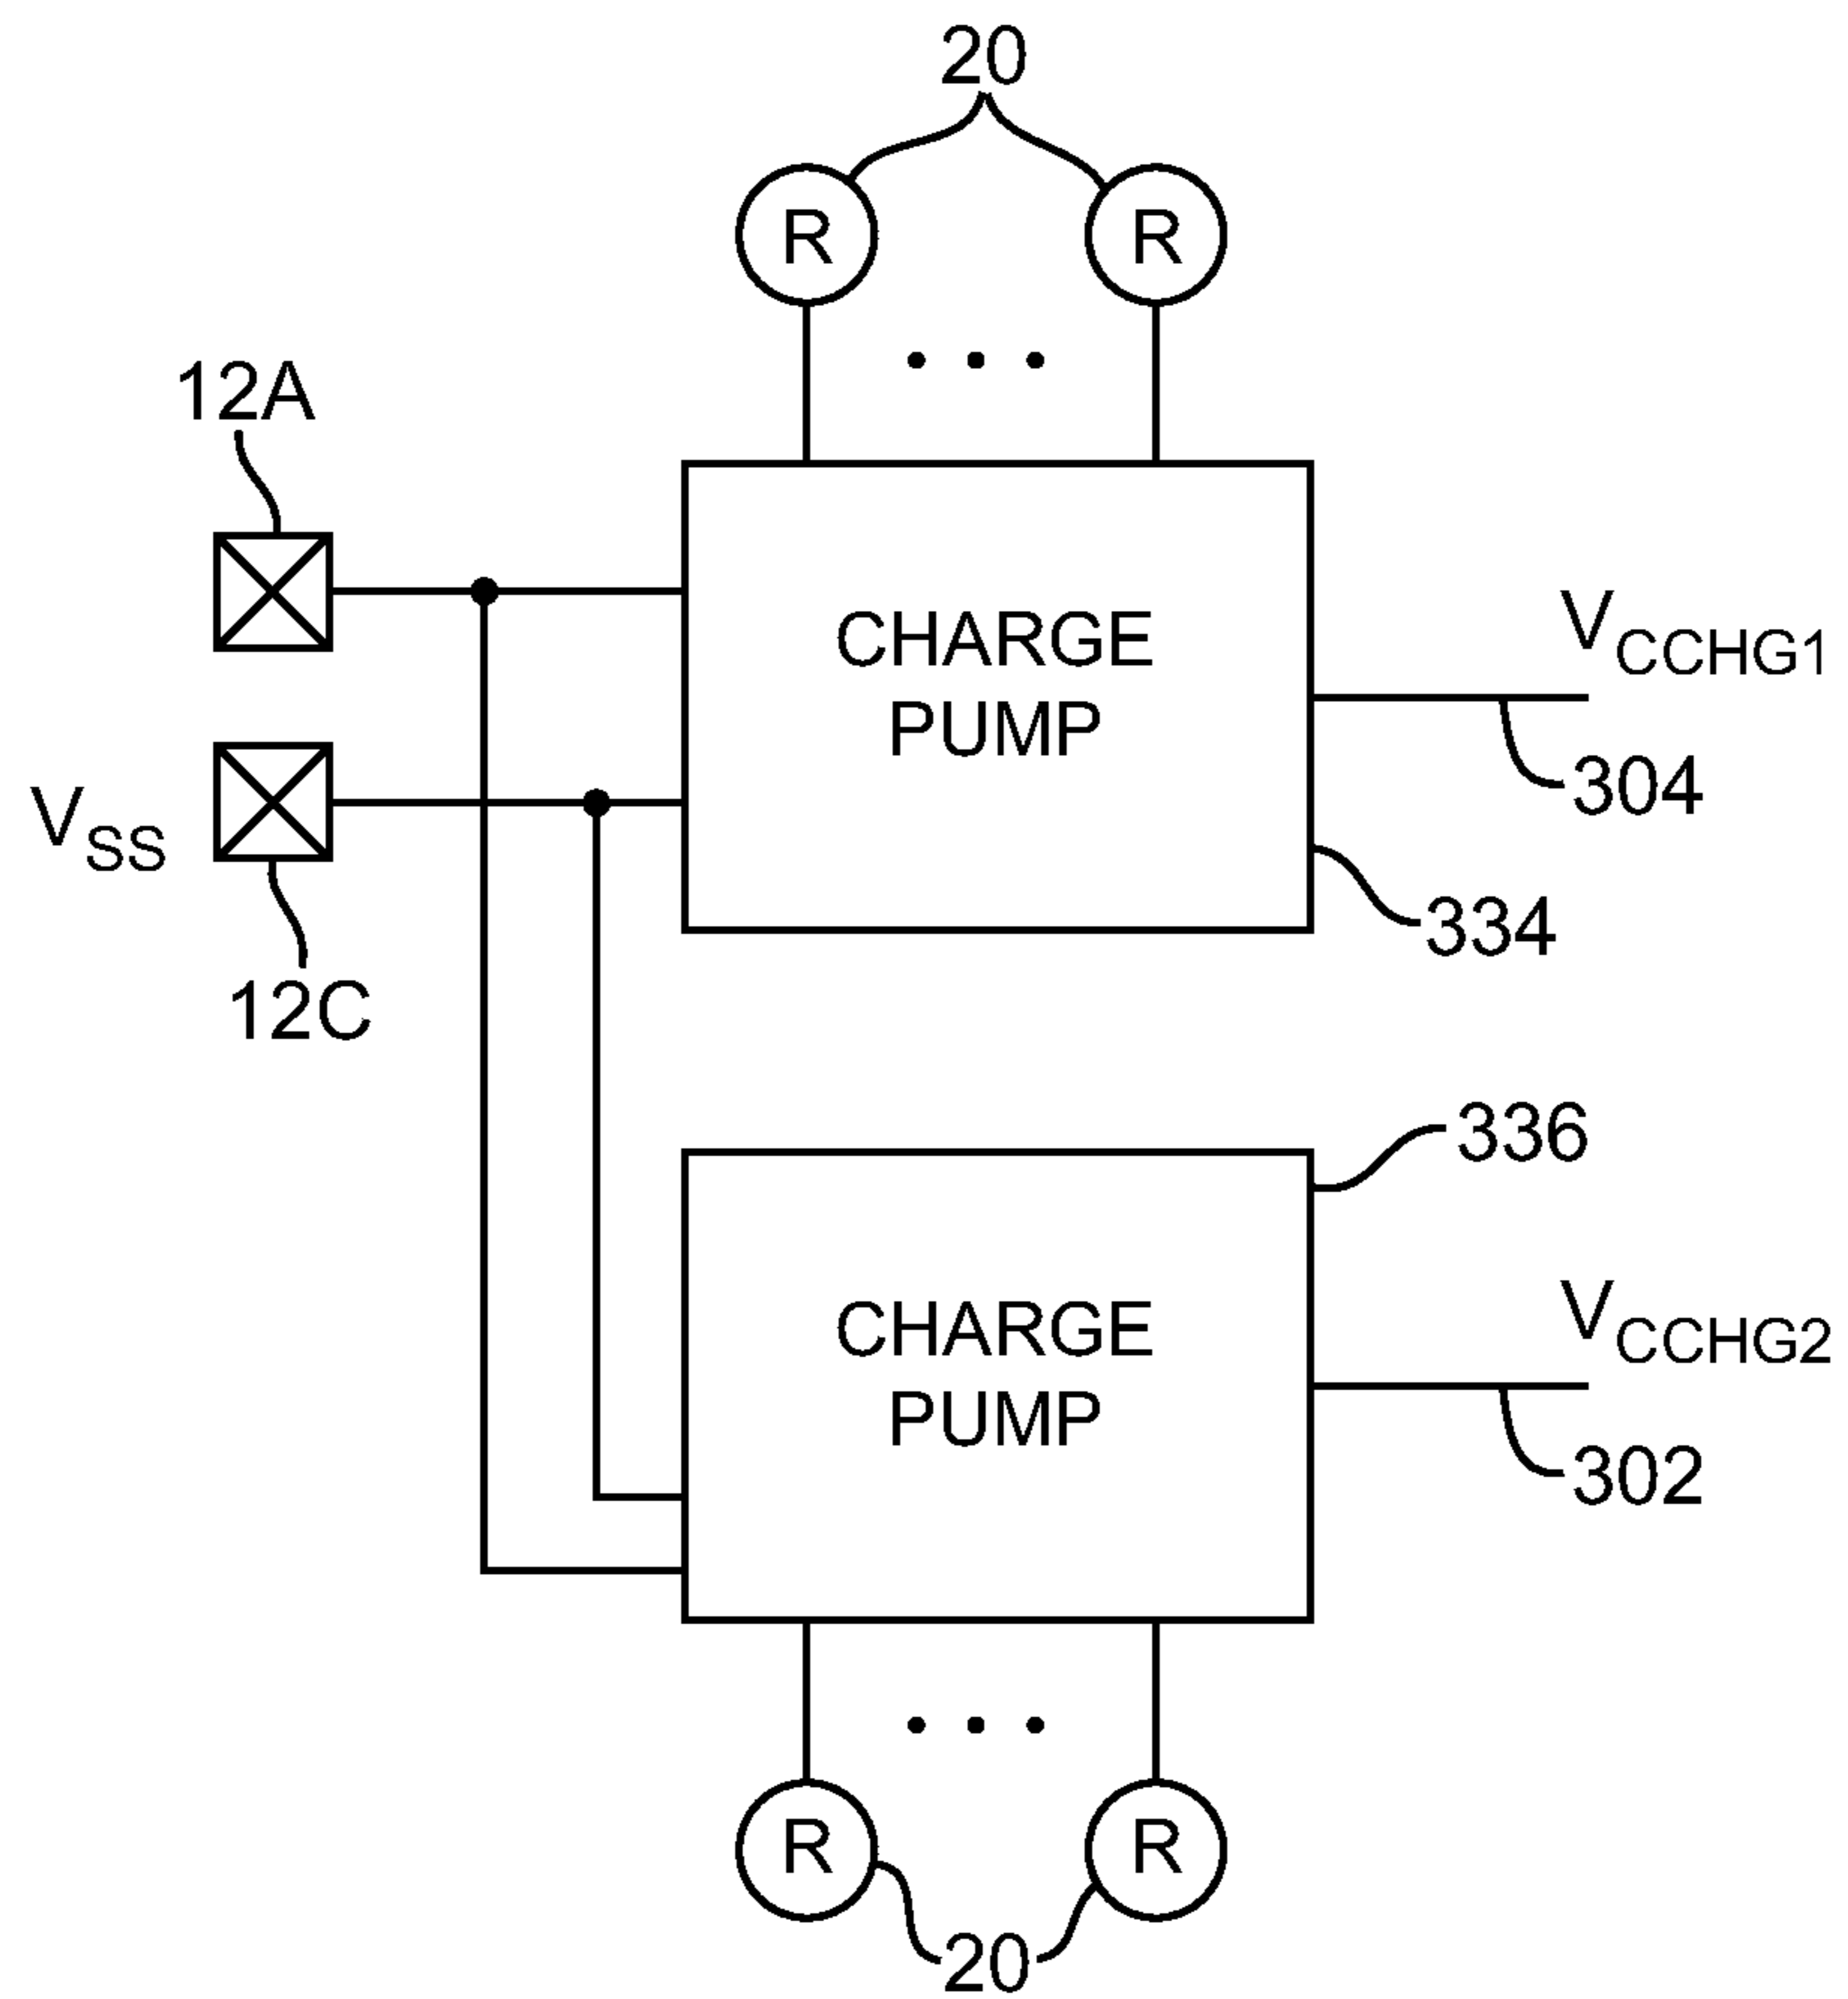 20
R R
12A
CHARGE
PUMP
VCCHG1
304
VSS
334
12C
336
CHARGE
PUMP
VCCHG2
302
R R
20